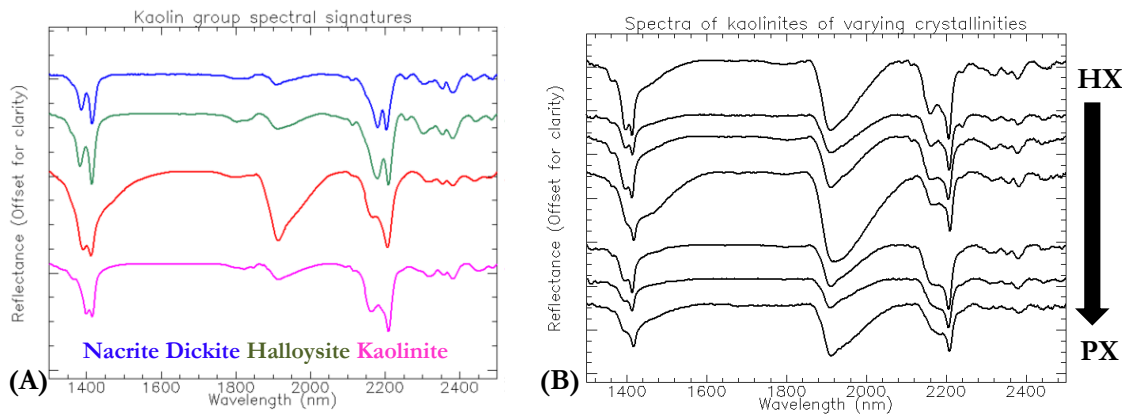 Kaolin group spectral signatures
Reflectance (Offset for clarity)
Nacrite Dickite Halloysite Kaolinite
1400 1600 1800 2000 2200 2400
Wavelength (nm)
(A)
Spectra of kaolinites of varying crystallinities
Reflectance (Offset for clarity)
1400 1600 1800 2000 2200 2400
Wavelength (nm)
(B)
HX
PX